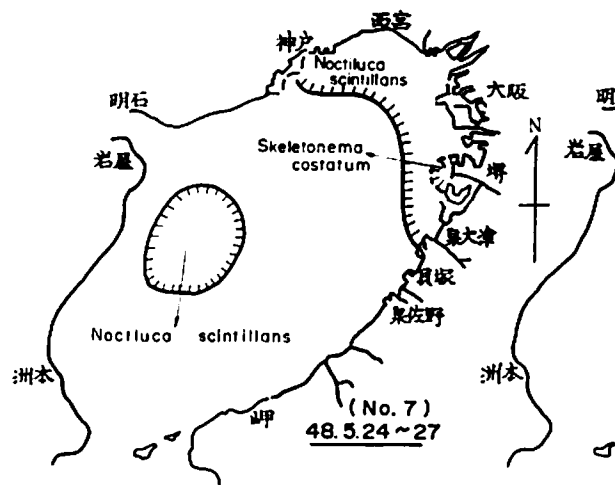 西宮
神戸
Noctiluca
scintillans
明石
大阪
明
岩屋
N
岩屋
Skeletonema
costatum
堺
泉大津
貝塚
泉佐野
Noctiluca scintillans
洲本
洲本
岬
(No. 7)
48.5.24~27